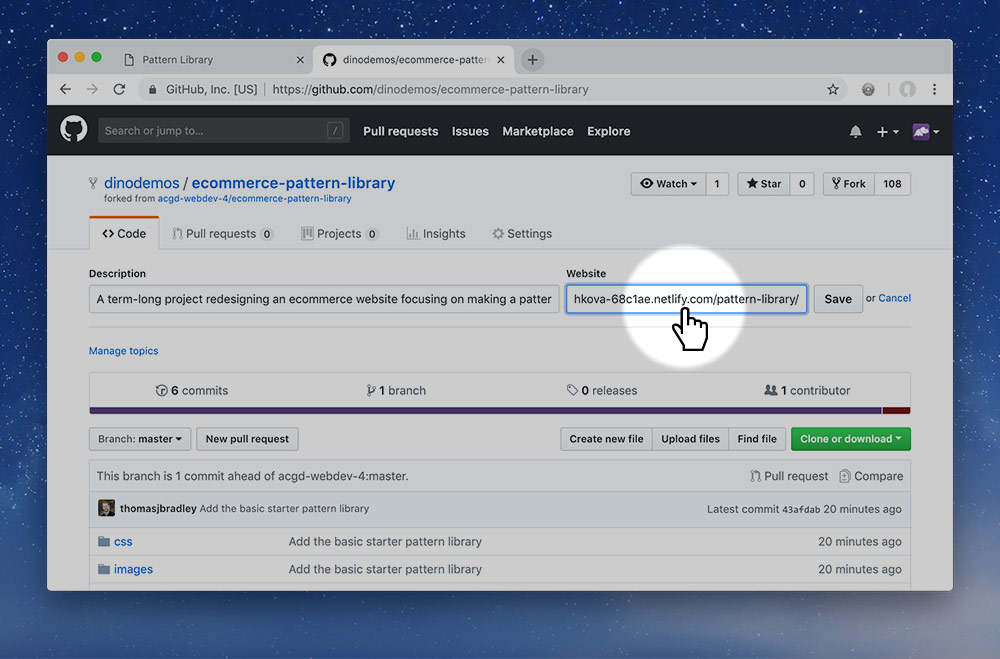 Pattern Library
dinodemos/ecommerce-patter
GitHub, Inc. [US] https://github.com/dinodemos/ecommerce-pattern-library
Search or jump to... / Pull requests Issues Marketplace Explore
dinodemos / ecommerce-pattern-library Watch 1 Star 0 Fork 108
forked from acgd-webdev-4/ecommerce-pattern-library
Code Pull requests 0 Projects 0 Insights Settings
Description Website
A term-long project redesigning an ecommerce website focusing on making a patter hkova-68c1ae.netlify.com/pattern-library/ Save or Cancel
Manage topics
6 commits 1 branch 0 releases 1 contributor
Branch: master New pull request Create new file Upload files Find file Clone or download
This branch is 1 commit ahead of acgd-webdev-4:master. Pull request Compare
thomasjbradley Add the basic starter pattern library Latest commit 43afdab 20 minutes ago
css Add the basic starter pattern library 20 minutes ago
images Add the basic starter pattern library 20 minutes ago